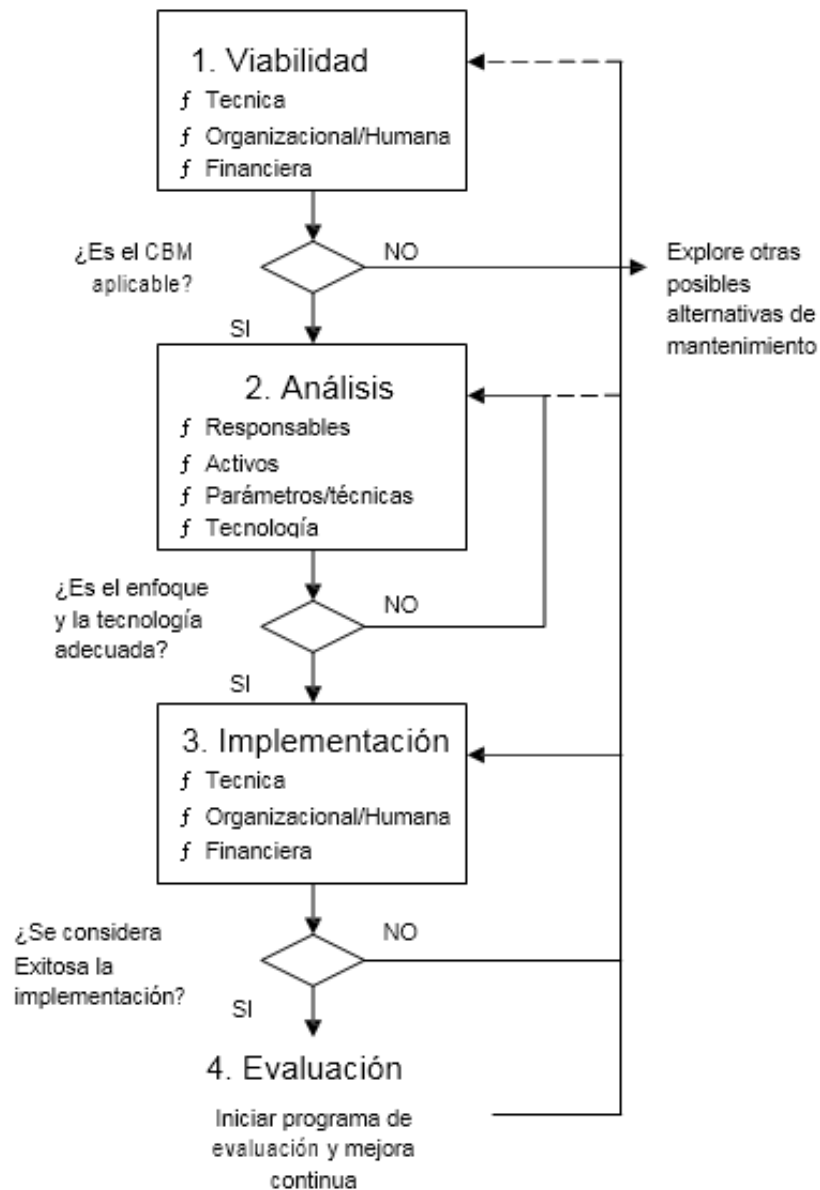 1. Viabilidad
ƒ Tecnica
ƒ Organizacional/Humana
ƒ Financiera
¿Es el CBM
aplicable?
NO
Explore otras
posibles
alternativas de
mantenimiento
SI
2. Análisis
ƒ Responsables
ƒ Activos
ƒ Parámetros/técnicas
ƒ Tecnología
¿Es el enfoque
y la tecnología
adecuada?
NO
SI
3. Implementación
ƒ Tecnica
ƒ Organizacional/Humana
ƒ Financiera
¿Se considera
Exitosa la
implementación?
NO
SI
4. Evaluación
Iniciar programa de
evaluación y mejora
continua